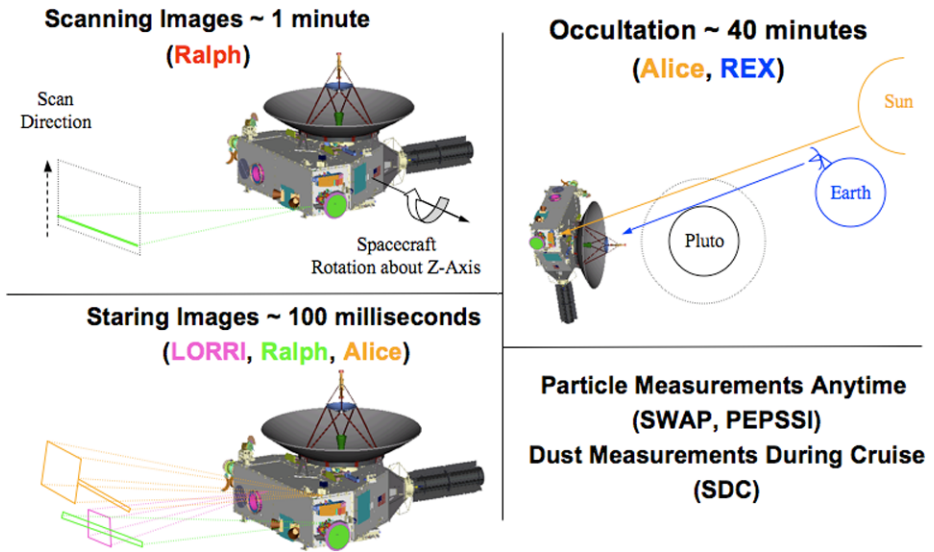 Scanning Images ~ 1 minute
(Ralph)
Scan
Direction
Spacecraft
Rotation about Z-Axis
Occultation ~ 40 minutes
(Alice, REX)
Sun
Earth
Pluto
Staring Images ~ 100 milliseconds
(LORRI, Ralph, Alice)
Particle Measurements Anytime
(SWAP, PEPSSI)
Dust Measurements During Cruise
(SDC)